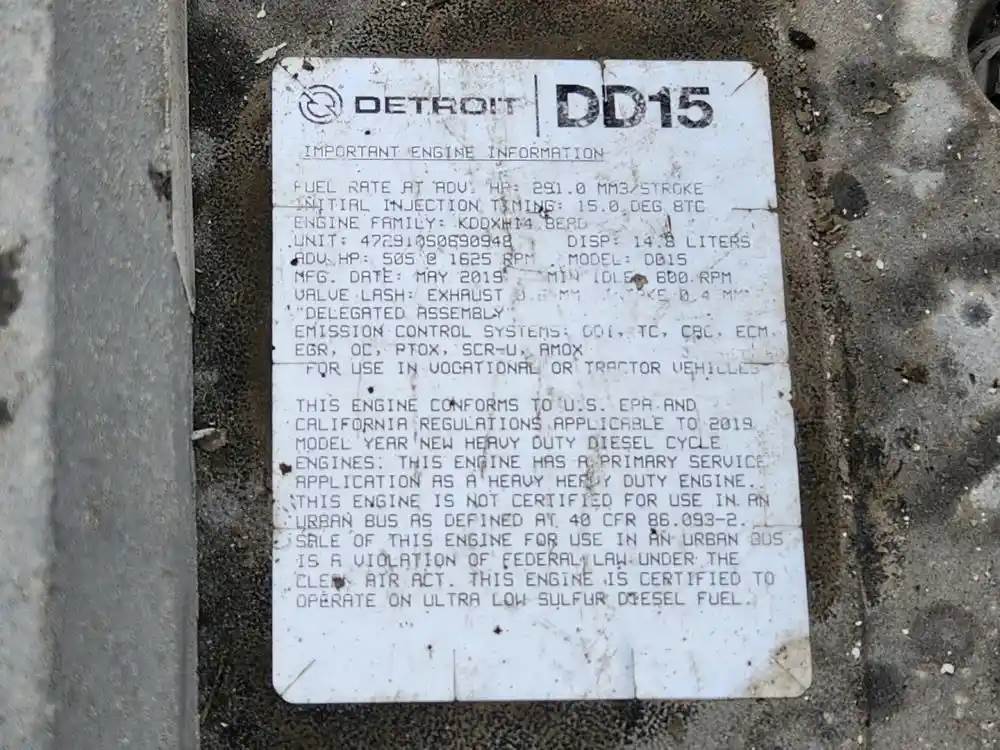 DETROIT DD15
IMPORTANT ENGINE INFORMATION
FUEL RATE AT ADV. HP: 291.0 MM3/STROKE
INITIAL INJECTION TIMING: 15.0 DEG BTC
ENGINE FAMILY: KDDXH14.8ERD
UNIT: 472910S0690942 DISP: 14.8 LITERS
ADV. HP: 505 @ 1625 RPM MODEL: DD15
MFG. DATE: MAY 2019 MIN IDLE: 600 RPM
VALVE LASH: EXHAUST MM 0.4 MM
"DELEGATED ASSEMBLY"
EMISSION CONTROL SYSTEMS: DDI, TC, CAC, ECM,
EGR, OC, PTOX, SCR-U, AMOX
FOR USE IN VOCATIONAL OR TRACTOR VEHICLES
THIS ENGINE CONFORMS TO U.S. EPA AND
CALIFORNIA REGULATIONS APPLICABLE TO 2019
MODEL YEAR NEW HEAVY DUTY DIESEL CYCLE
ENGINES. THIS ENGINE HAS A PRIMARY SERVICE
APPLICATION AS A HEAVY HEAVY DUTY ENGINE.
THIS ENGINE IS NOT CERTIFIED FOR USE IN AN
URBAN BUS AS DEFINED AT 40 CFR 86.093-2.
SALE OF THIS ENGINE FOR USE IN AN URBAN BUS
IS A VIOLATION OF FEDERAL LAW UNDER THE
CLEAN AIR ACT. THIS ENGINE IS CERTIFIED TO
OPERATE ON ULTRA LOW SULFUR DIESEL FUEL.